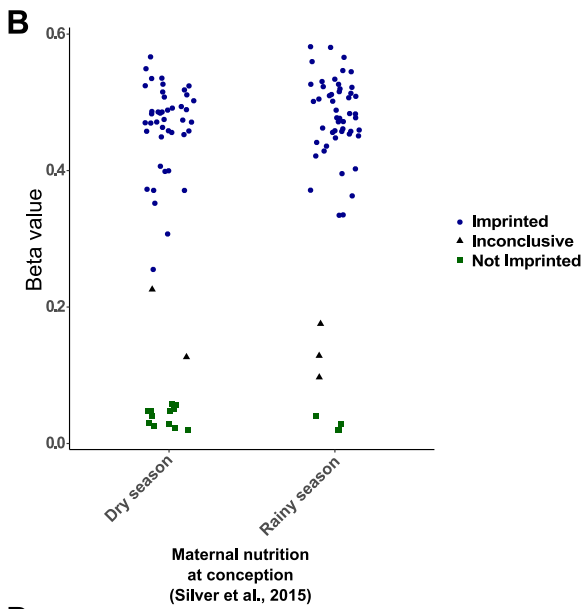 B
0.6
0.4
0.2
0.0
Beta value
Dry season
Rainy season
Maternal nutrition
at conception
(Silver et al., 2015)
Imprinted
Inconclusive
Not Imprinted